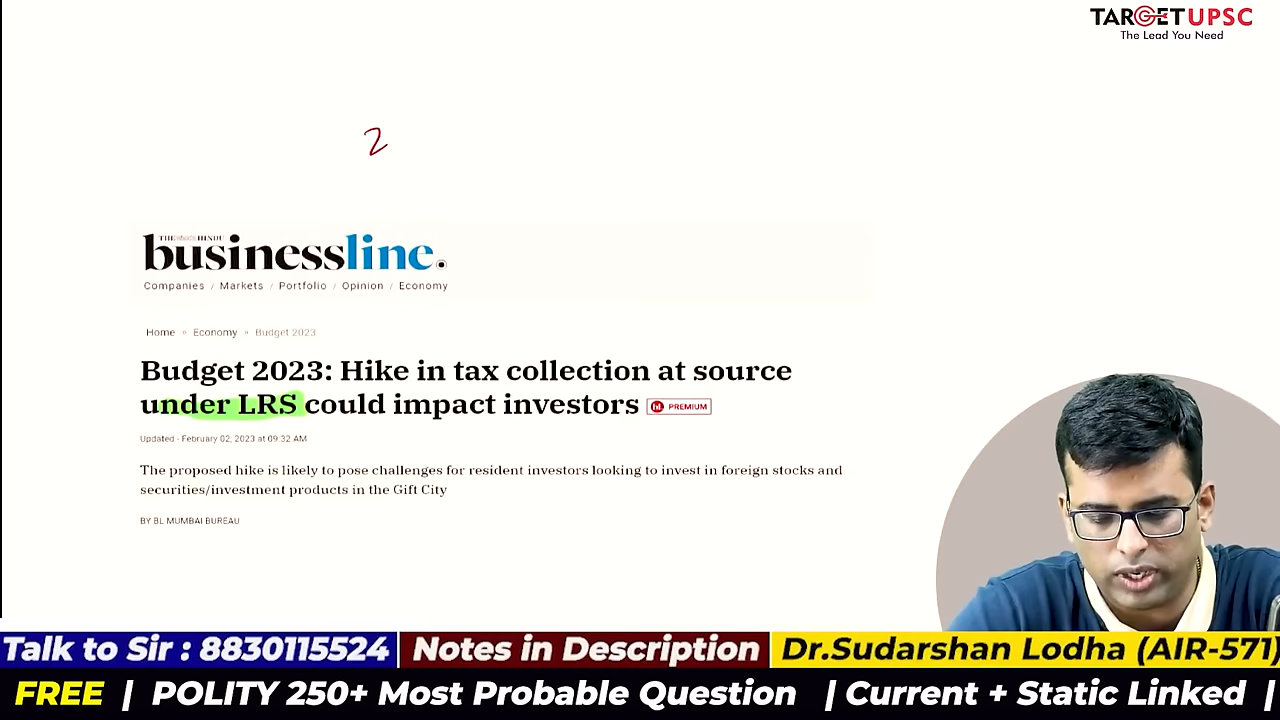 TARGET UPSC
The Lead You Need
2
businessline.
Companies / Markets / Portfolio / Opinion / Economy
Home » Economy » Budget 2023
Budget 2023: Hike in tax collection at source
under LRS could impact investors PREMIUM
Updated - February 02, 2023 at 09:32 AM
The proposed hike is likely to pose challenges for resident investors looking to invest in foreign stocks and
securities/investment products in the Gift City
BY BL MUMBAI BUREAU
Talk to Sir : 8830115524 Notes in Description Dr.Sudarshan Lodha (AIR-571)
FREE | POLITY 250+ Most Probable Question | Current + Static Linked |